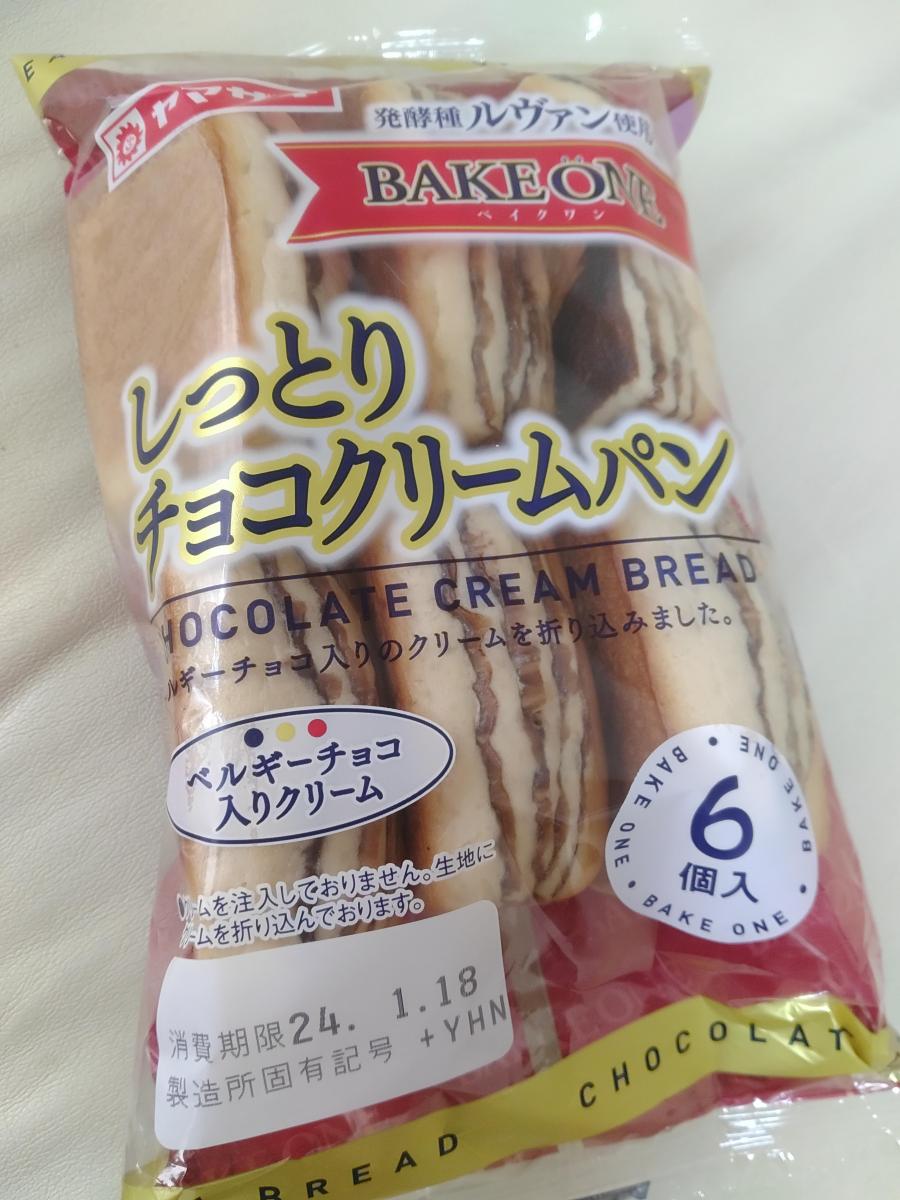 ヤマザキ
発酵種ルヴァン使用
BAKE ONE
ベイクワン
しっとり
チョコクリームパン
HOCOLATE CREAM BREAD
ルギーチョコ入りのクリームを折り込みました。
ベルギーチョコ
入りクリーム
6
個入
BAKE ONE • BAKE ONE • BAKE ONE • BAKE ONE •
ームを注入しておりません。生地に
ームを折り込んでおります。
消費期限24. 1.18
製造所固有記号 +YHN
CHOCOLAT
BREAD